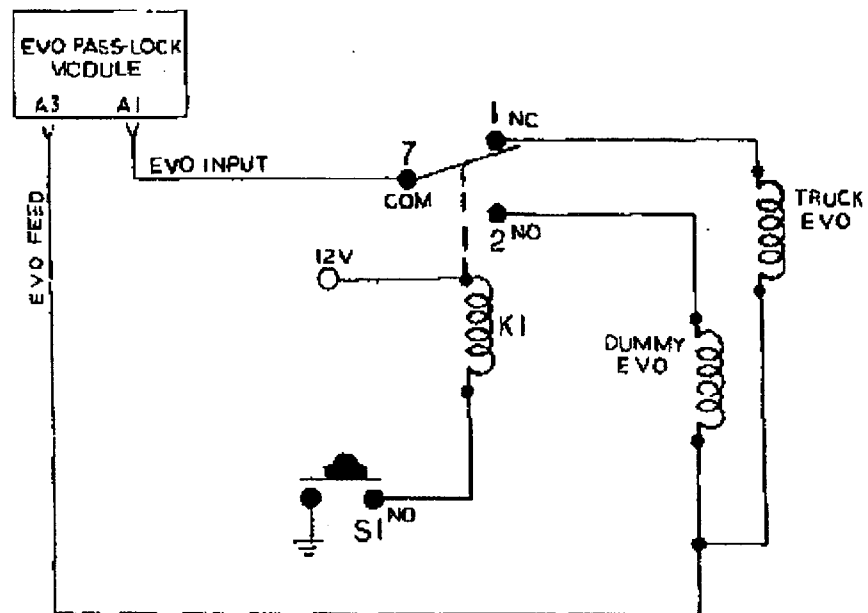 EVO PASS-LOCK
MODULE
A3 A1
EVO INPUT
EVO FEED
7
COM
1 NC
2 NO
12V
K1
TRUCK
EVO
DUMMY
EVO
S1 NO